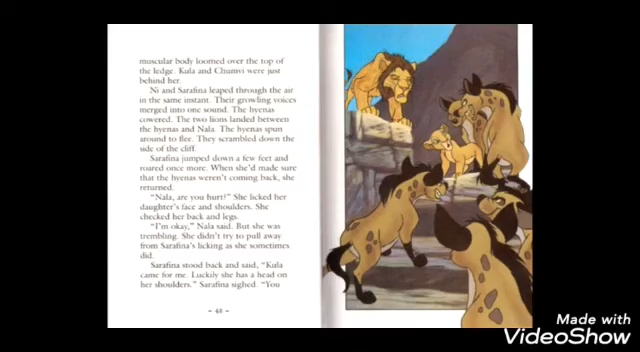 muscular body loomed over the top of
the ledge. Kula and Chumvi were just
behind her.
Ni and Sarafina leaped through the air
in the same instant. Their growling voices
merged into one sound. The hyenas
cowered. The two lions landed between
the hyenas and Nala. The hyenas spun
around to flee. They scrambled down the
side of the cliff.
Sarafina jumped down a few feet and
roared once more. When she'd made sure
that the hyenas weren't coming back, she
returned.
"Nala, are you hurt?" She licked her
daughter's face and shoulders. She
checked her back and legs.
"I'm okay," Nala said. But she was
trembling. She didn't try to pull away
from Sarafina's licking as she sometimes
did.
Sarafina stood back and said, "Kula
came for me. Luckily she has a head on
her shoulders." Sarafina sighed. "You
- 48 -
Made with
VideoShow